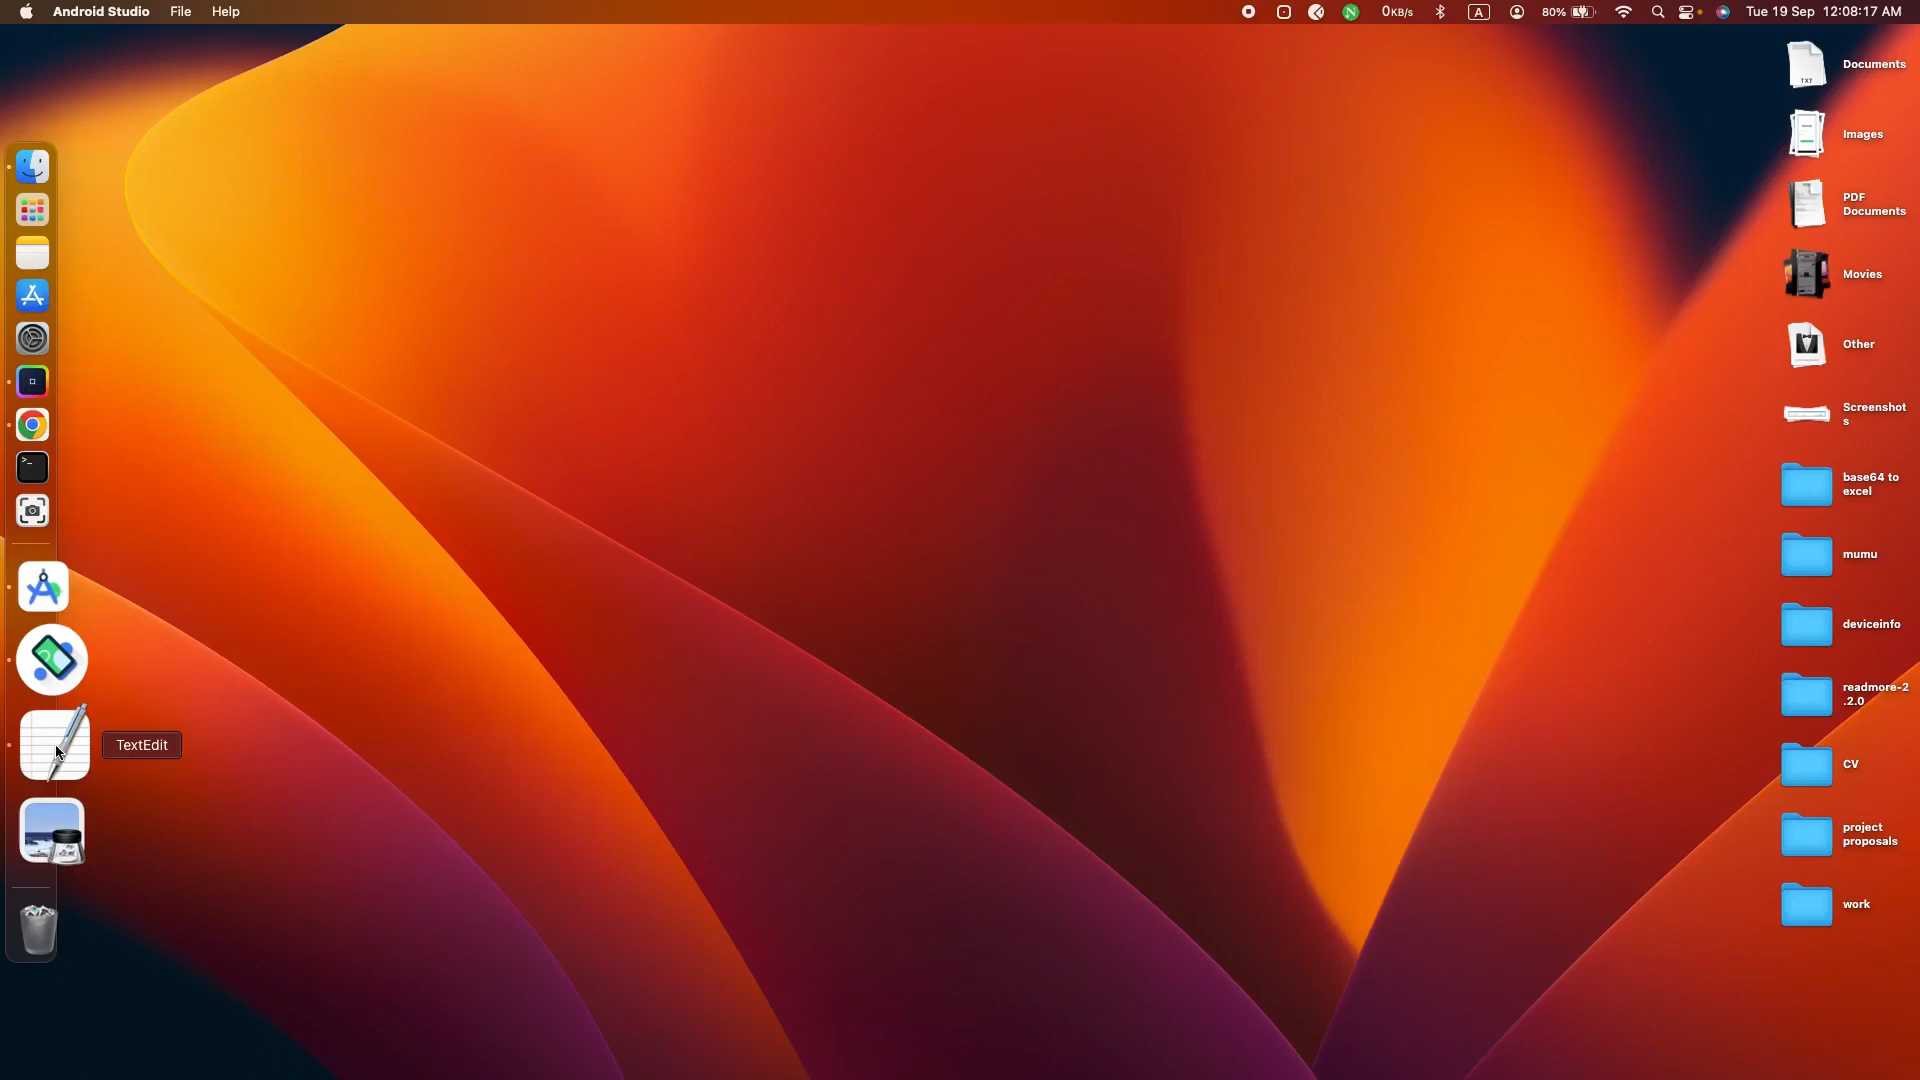 Android Studio File Help
A
0KB/s
A
80%
Tue 19 Sep 12:08:17 AM
TXT
Documents
Images
PDF
Documents
Movies
Other
Screenshot
s
base64 to
excel
mumu
deviceinfo
readmore-2
.2.0
CV
project
proposals
work
TextEdit